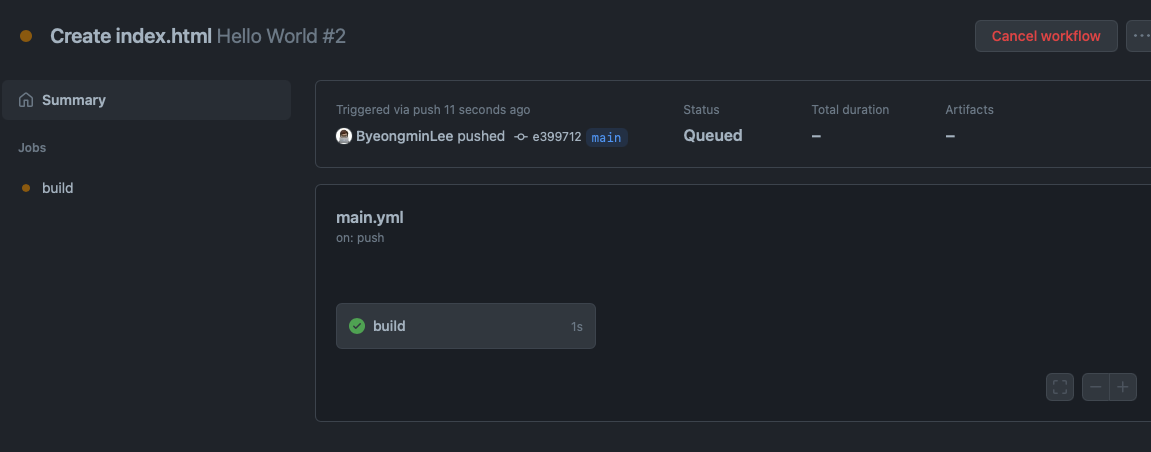 Create index.html Hello World #2
Cancel workflow
Summary
Jobs
build
Triggered via push 11 seconds ago
ByeongminLee pushed e399712 main
Status
Queued
Total duration
–
Artifacts
–
main.yml
on: push
build 1s